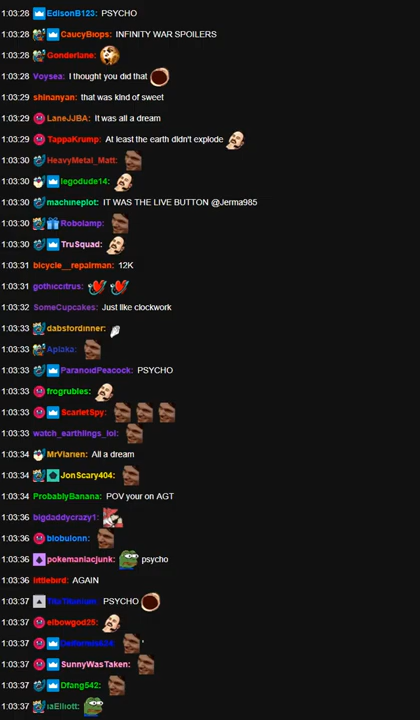 1:03:28 EdisonB123: PSYCHO
1:03:28 CaucyBiops: INFINITY WAR SPOILERS
1:03:28 Gonderlane:
1:03:28 Voysea: I thought you did that
1:03:29 shinanyan: that was kind of sweet
1:03:29 LaneJJBA: It was all a dream
1:03:29 TappaKrump: At least the earth didn't explode
1:03:30 HeavyMetal_Matt:
1:03:30 legodude14:
1:03:30 machineplot: IT WAS THE LIVE BUTTON @Jerma985
1:03:30 Robolamp:
1:03:30 TruSquad:
1:03:31 bicycle__repairman: 12K
1:03:31 gothiccitrus:
1:03:32 SomeCupcakes: Just like clockwork
1:03:33 dabsfordinner:
1:03:33 Aplaka:
1:03:33 ParanoidPeacock: PSYCHO
1:03:33 frogrubles:
1:03:33 ScarletSpy:
1:03:33 watch_earthlings_lol:
1:03:34 MrVlarien: All a dream
1:03:34 JonScary404:
1:03:34 ProbablyBanana: POV your on AGT
1:03:36 bigdaddycrazy1:
1:03:36 blobulonn:
1:03:36 pokemaniacjunk: psycho
1:03:36 littlebird: AGAIN
1:03:37 PSYCHO
1:03:37 elbowgod25:
1:03:37
1:03:37 SunnyWasTaken:
1:03:37 Dfang542:
1:03:37 iaElliott: